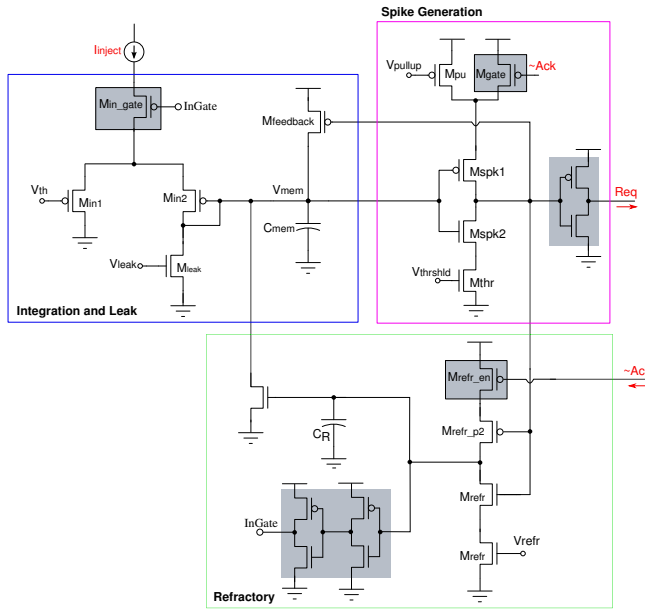 Spike Generation
Iinject
Vpullup
Mpu
Mgate
~Ack
Min_gate
InGate
Mfeedback
Vth
Min1
Min2
Vmem
Mspk1
Req
Cmem
Mspk2
Vleak
Mleak
Vthrshld
Mthr
Integration and Leak
Mrefr_en
~Ac
CR
Mrefr_p2
InGate
Mrefr
Vrefr
Mrefr
Refractory